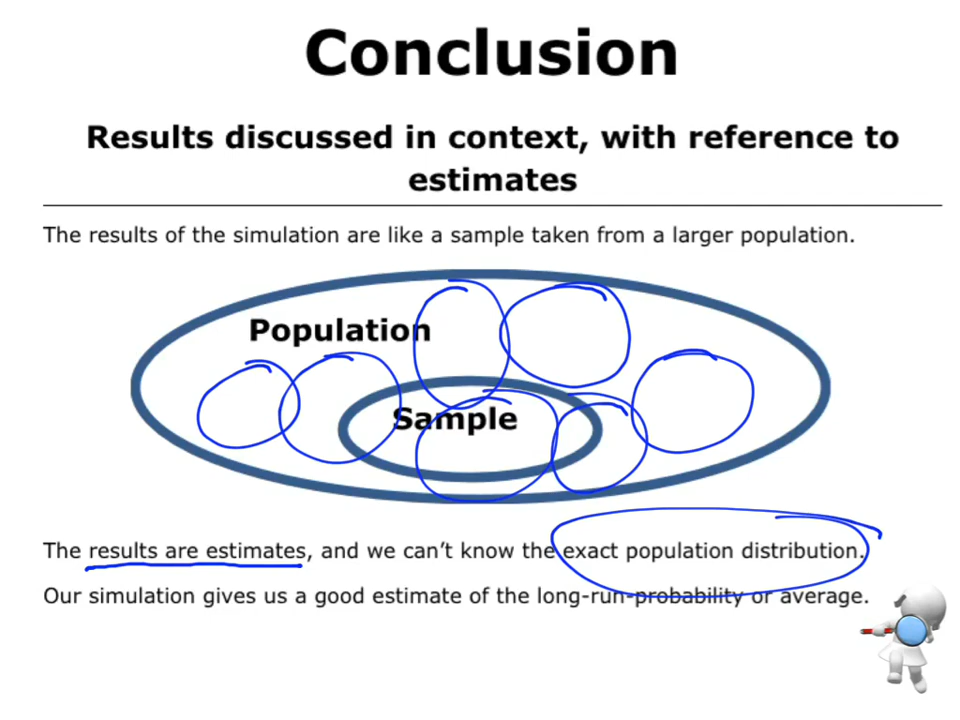 Conclusion
Results discussed in context, with reference to
estimates
The results of the simulation are like a sample taken from a larger population.
Population
Sample
The results are estimates, and we can't know the exact population distribution.
Our simulation gives us a good estimate of the long-run-probability or average.